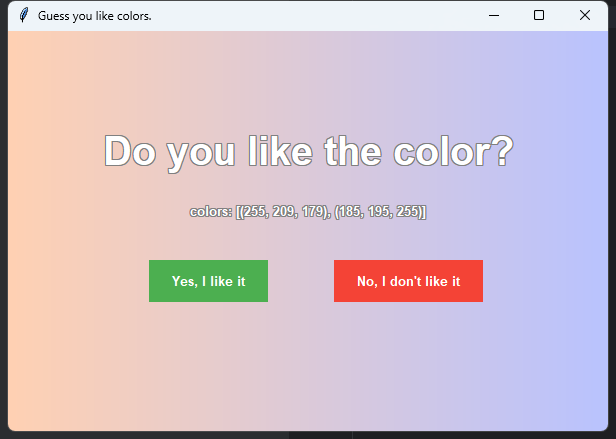 Guess you like colors.
Do you like the color?
colors: [(255, 209, 179), (185, 195, 255)]
Yes, I like it
No, I don't like it